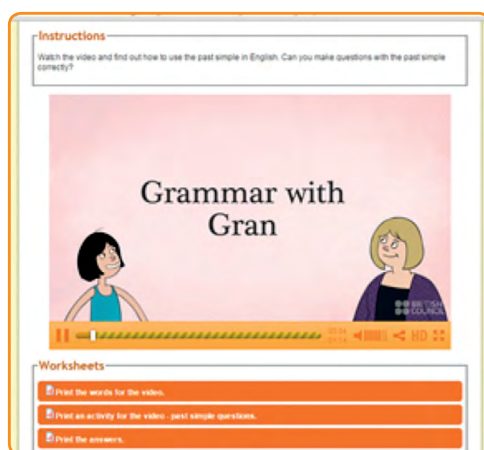 Instructions
Watch the video and find out how to use the past simple in English. Can you make questions with the past simple
correctly?
Grammar with
Gran
BRITISH
COUNCIL
HD
Worksheets
Print the words for the video.
Print an activity for the video - past simple questions.
Print the answers.